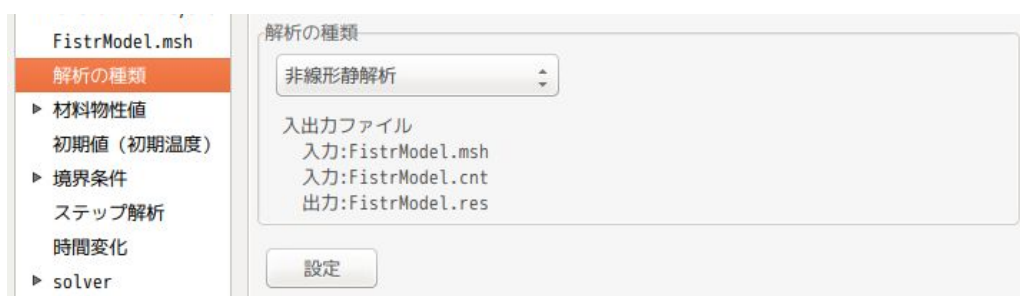 FistrModel.msh
解析の種類
材料物性値
初期値（初期温度）
境界条件
ステップ解析
時間変化
solver
解析の種類
非線形静解析
入出力ファイル
入力:FistrModel.msh
入力:FistrModel.cnt
出力:FistrModel.res
設定